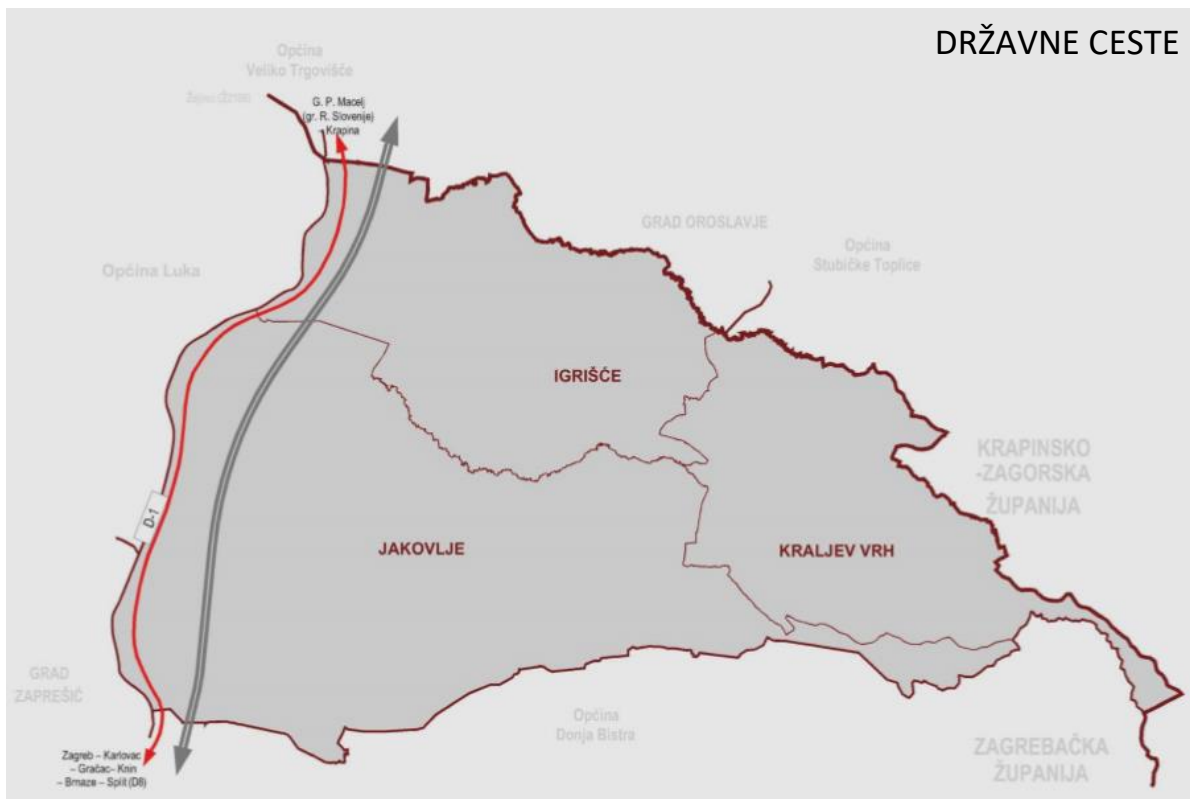 DRŽAVNE CESTE
Općina
Veliko Trgovišće
G. P. Macelj
(gr. R. Slovenije)
- Krapina
GRAD OROSLAVJE
Općina
Stubičke Toplice
Općina Luka
IGRIŠĆE
KRAPINSKO
-ZAGORSKA
ŽUPANIJA
D-1
JAKOVLJE
KRALJEV VRH
GRAD
ZAPREŠIĆ
Općina
Donja Bistra
ZAGREBAČKA
ŽUPANIJA
Zagreb – Karlovac
– Gračac– Knin
– Brnaze – Split (D8)